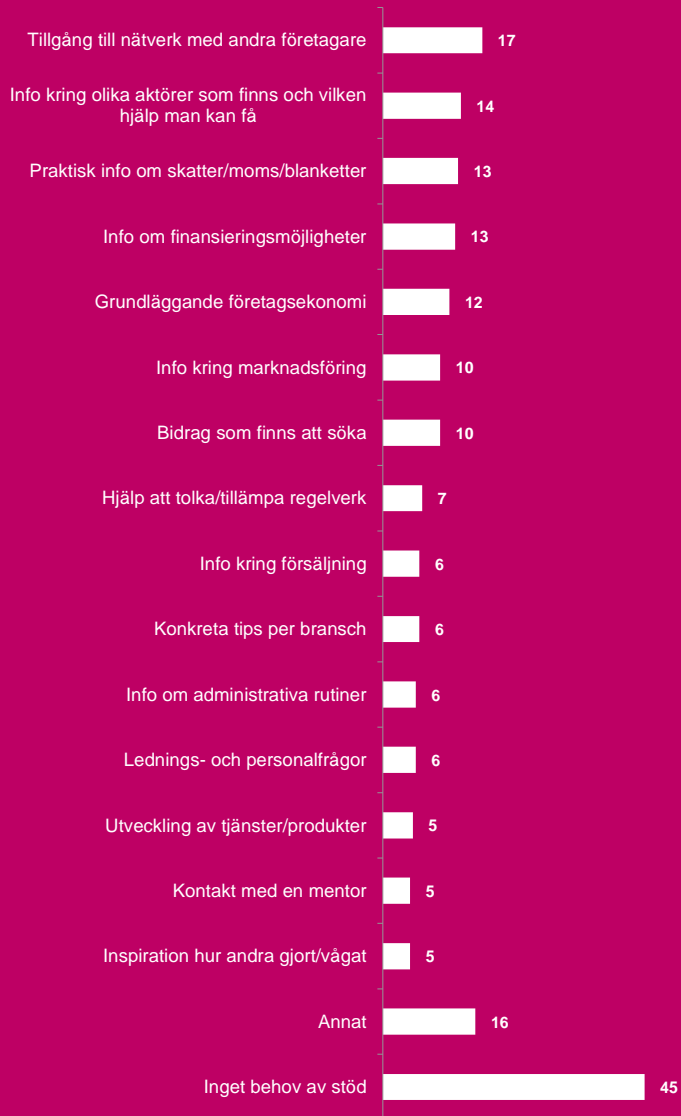 Tillgång till nätverk med andra företagare 17
Info kring olika aktörer som finns och vilken
hjälp man kan få 14
Praktisk info om skatter/moms/blanketter 13
Info om finansieringsmöjligheter 13
Grundläggande företagsekonomi 12
Info kring marknadsföring 10
Bidrag som finns att söka 10
Hjälp att tolka/tillämpa regelverk 7
Info kring försäljning 6
Konkreta tips per bransch 6
Info om administrativa rutiner 6
Lednings- och personalfrågor 6
Utveckling av tjänster/produkter 5
Kontakt med en mentor 5
Inspiration hur andra gjort/vågat 5
Annat 16
Inget behov av stöd 45